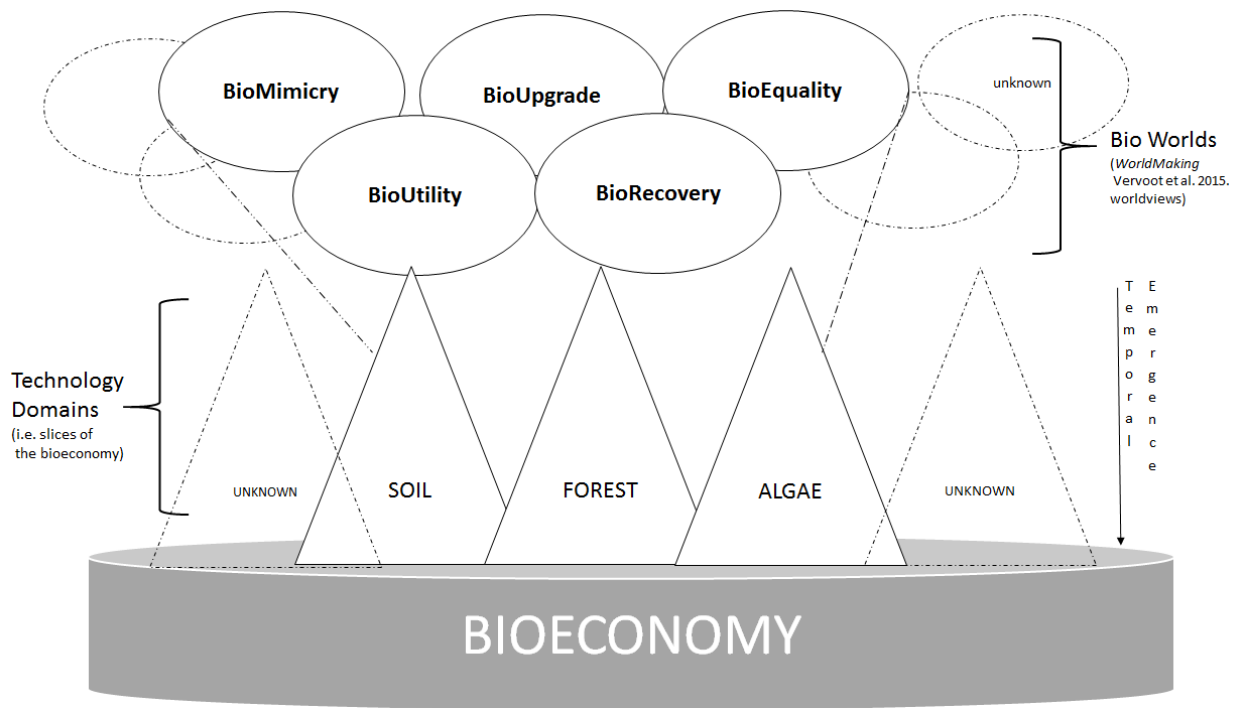 BioMimicry
BioUpgrade
BioEquality
unknown
BioUtility
BioRecovery
Bio Worlds
(WorldMaking
Vervoot et al. 2015.
worldviews)
Technology
Domains
(i.e. slices of
the bioeconomy)
Temporal
Emergence
UNKNOWN
SOIL
FOREST
ALGAE
UNKNOWN
BIOECONOMY